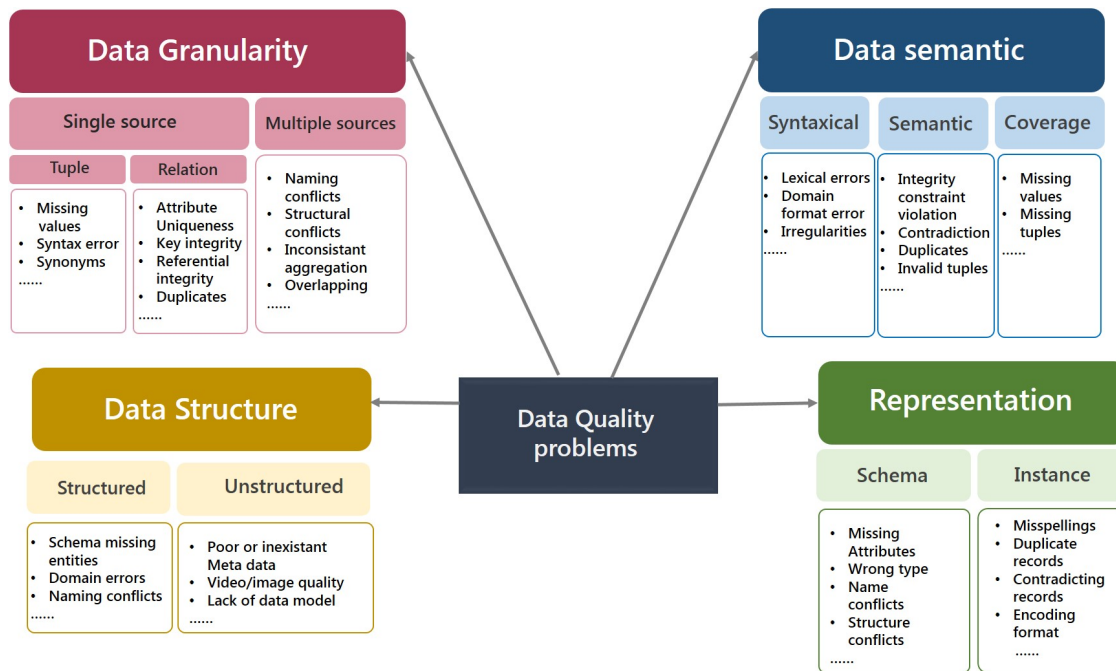 Data Granularity
Single source
Multiple sources
Tuple
Relation
• Missing
values
• Syntax error
• Synonyms
......
• Attribute
Uniqueness
• Key integrity
• Referential
integrity
• Duplicates
......
• Naming
conflicts
• Structural
conflicts
• Inconsistant
aggregation
• Overlapping
......
Data semantic
Syntaxical
Semantic
Coverage
• Lexical errors
• Domain
format error
• Irregularities
......
• Integrity
constraint
violation
• Contradiction
• Duplicates
• Invalid tuples
......
• Missing
values
• Missing
tuples
......
Data Quality
problems
Data Structure
Structured
Unstructured
• Schema missing
entities
• Domain errors
• Naming conflicts
......
• Poor or inexistant
Meta data
• Video/image quality
• Lack of data model
......
Representation
Schema
Instance
• Missing
Attributes
• Wrong type
• Name
conflicts
• Structure
conflicts
......
• Misspellings
• Duplicate
records
• Contradicting
records
• Encoding
format
......